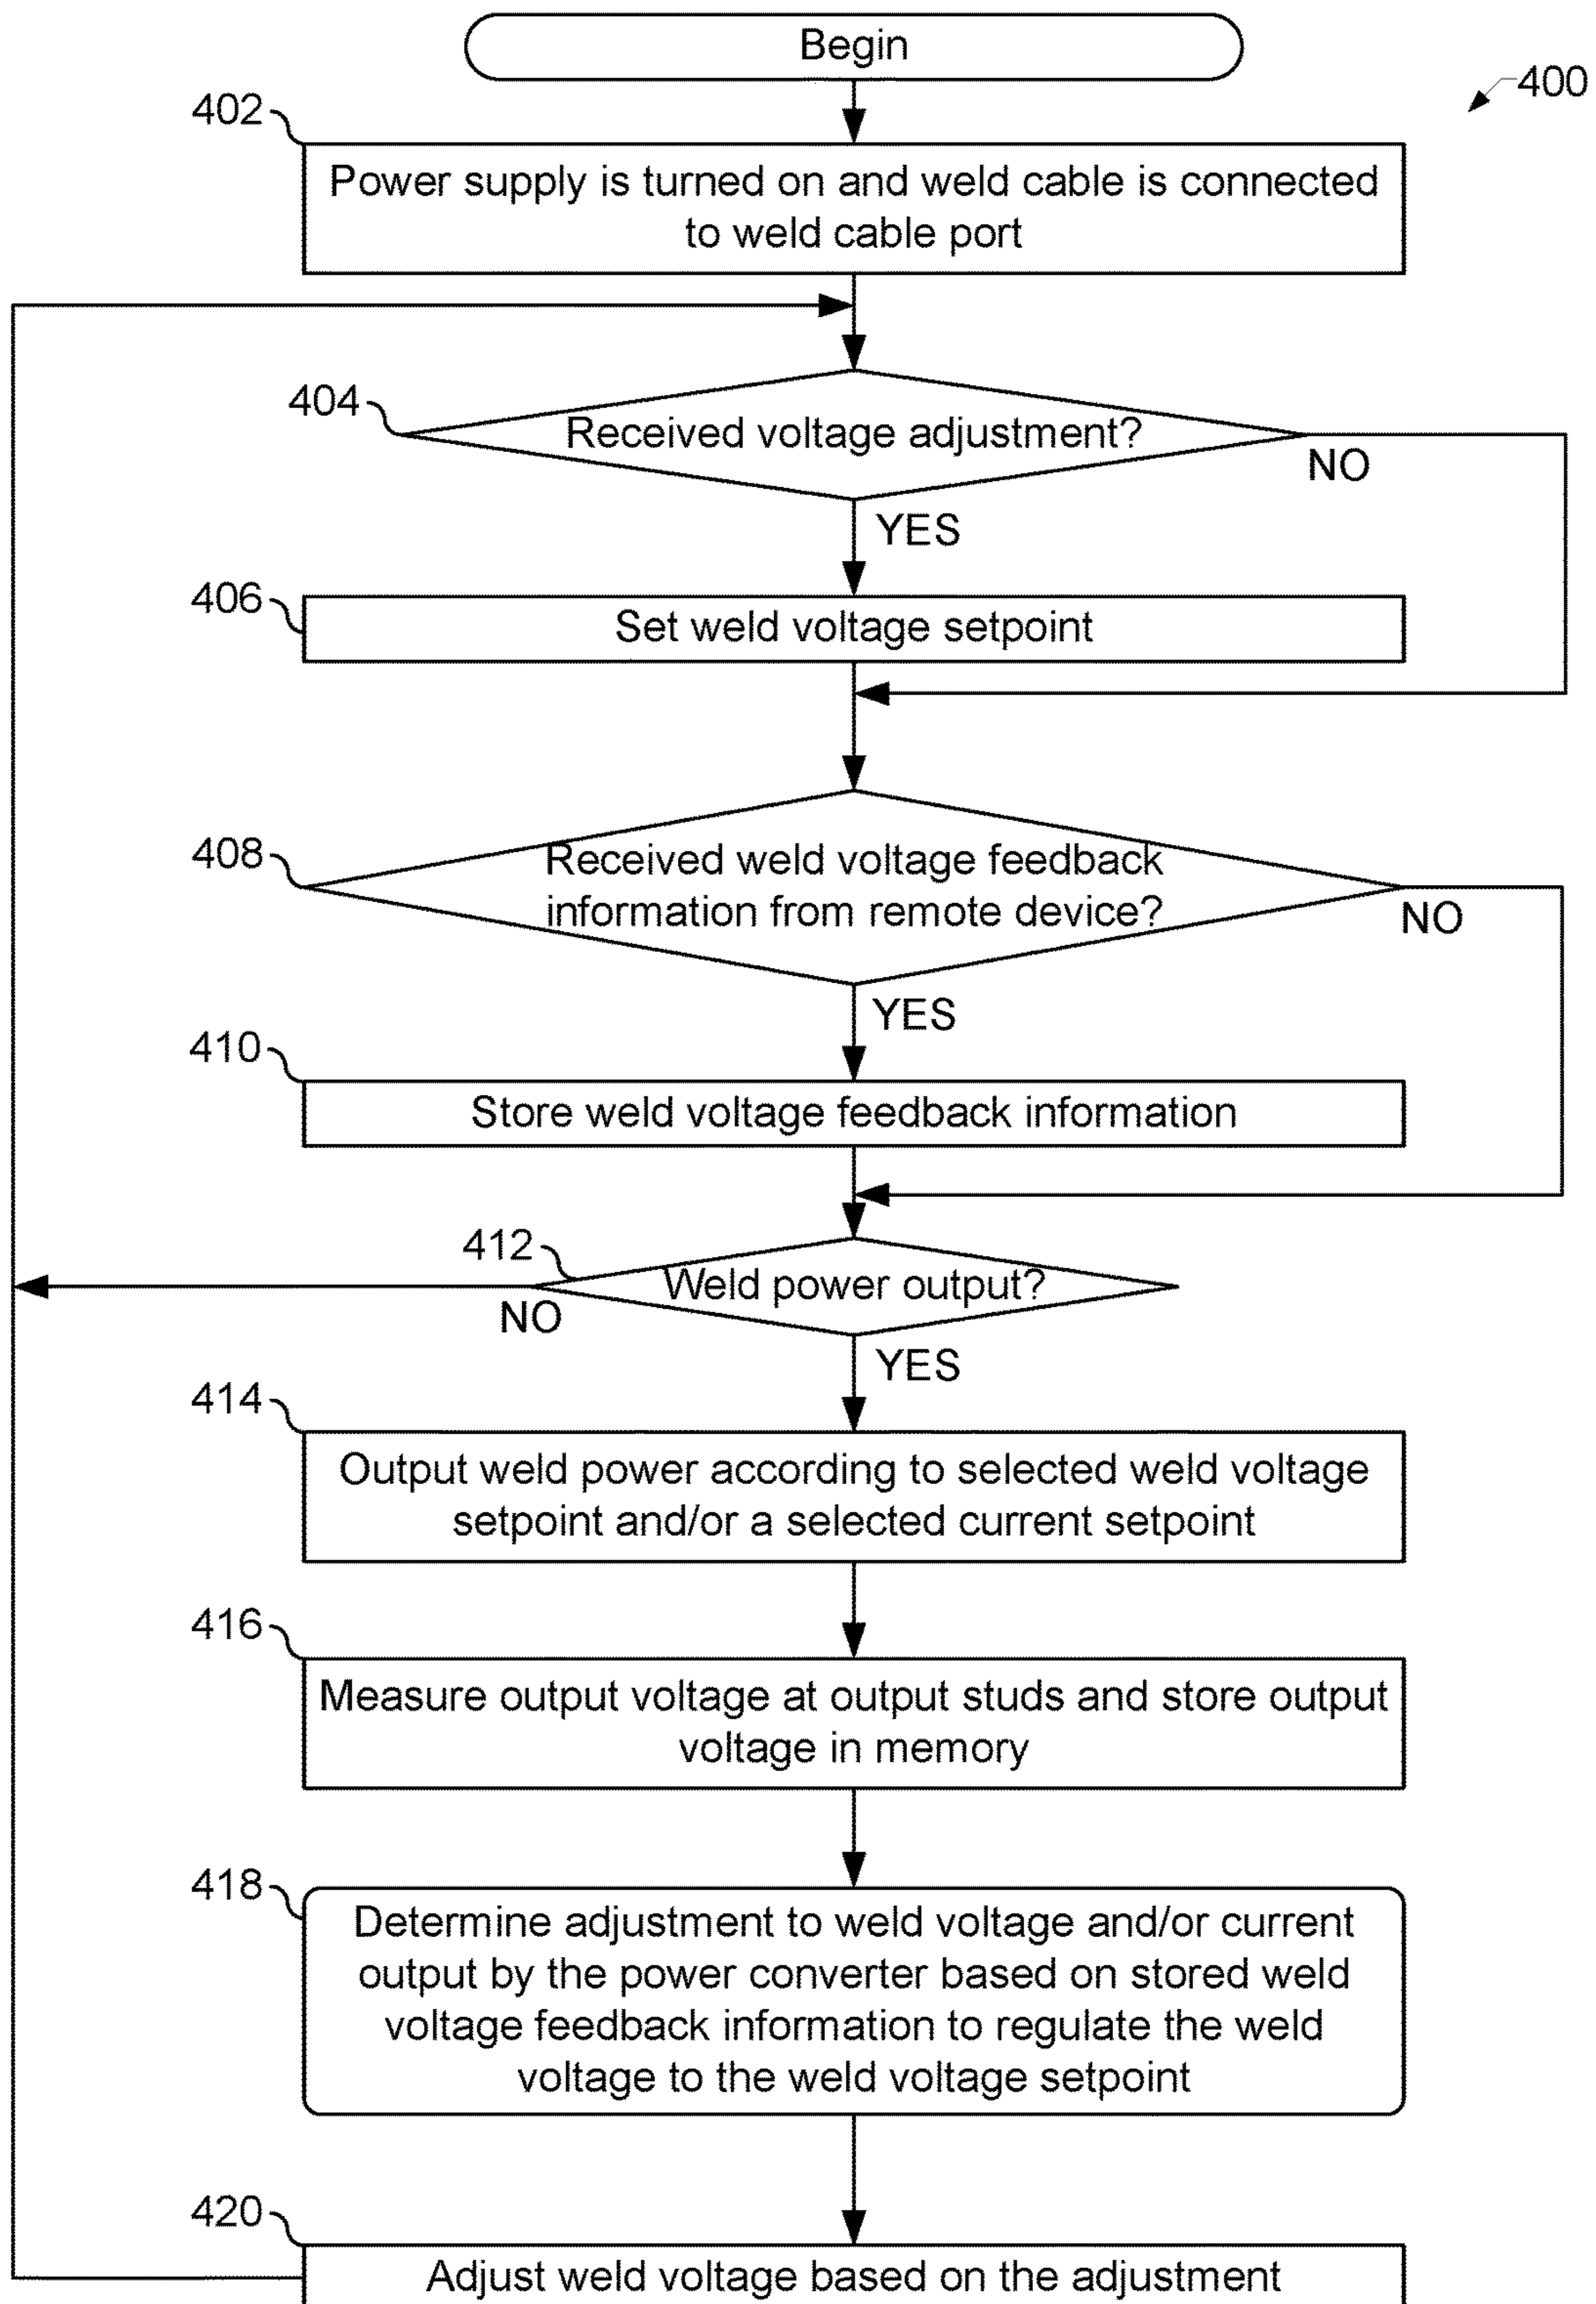 Begin
400
402
Power supply is turned on and weld cable is connected
to weld cable port
404
Received voltage adjustment?
NO
YES
406
Set weld voltage setpoint
408
Received weld voltage feedback
information from remote device?
NO
YES
410
Store weld voltage feedback information
412
Weld power output?
NO
YES
414
Output weld power according to selected weld voltage
setpoint and/or a selected current setpoint
416
Measure output voltage at output studs and store output
voltage in memory
418
Determine adjustment to weld voltage and/or current
output by the power converter based on stored weld
voltage feedback information to regulate the weld
voltage to the weld voltage setpoint
420
Adjust weld voltage based on the adjustment